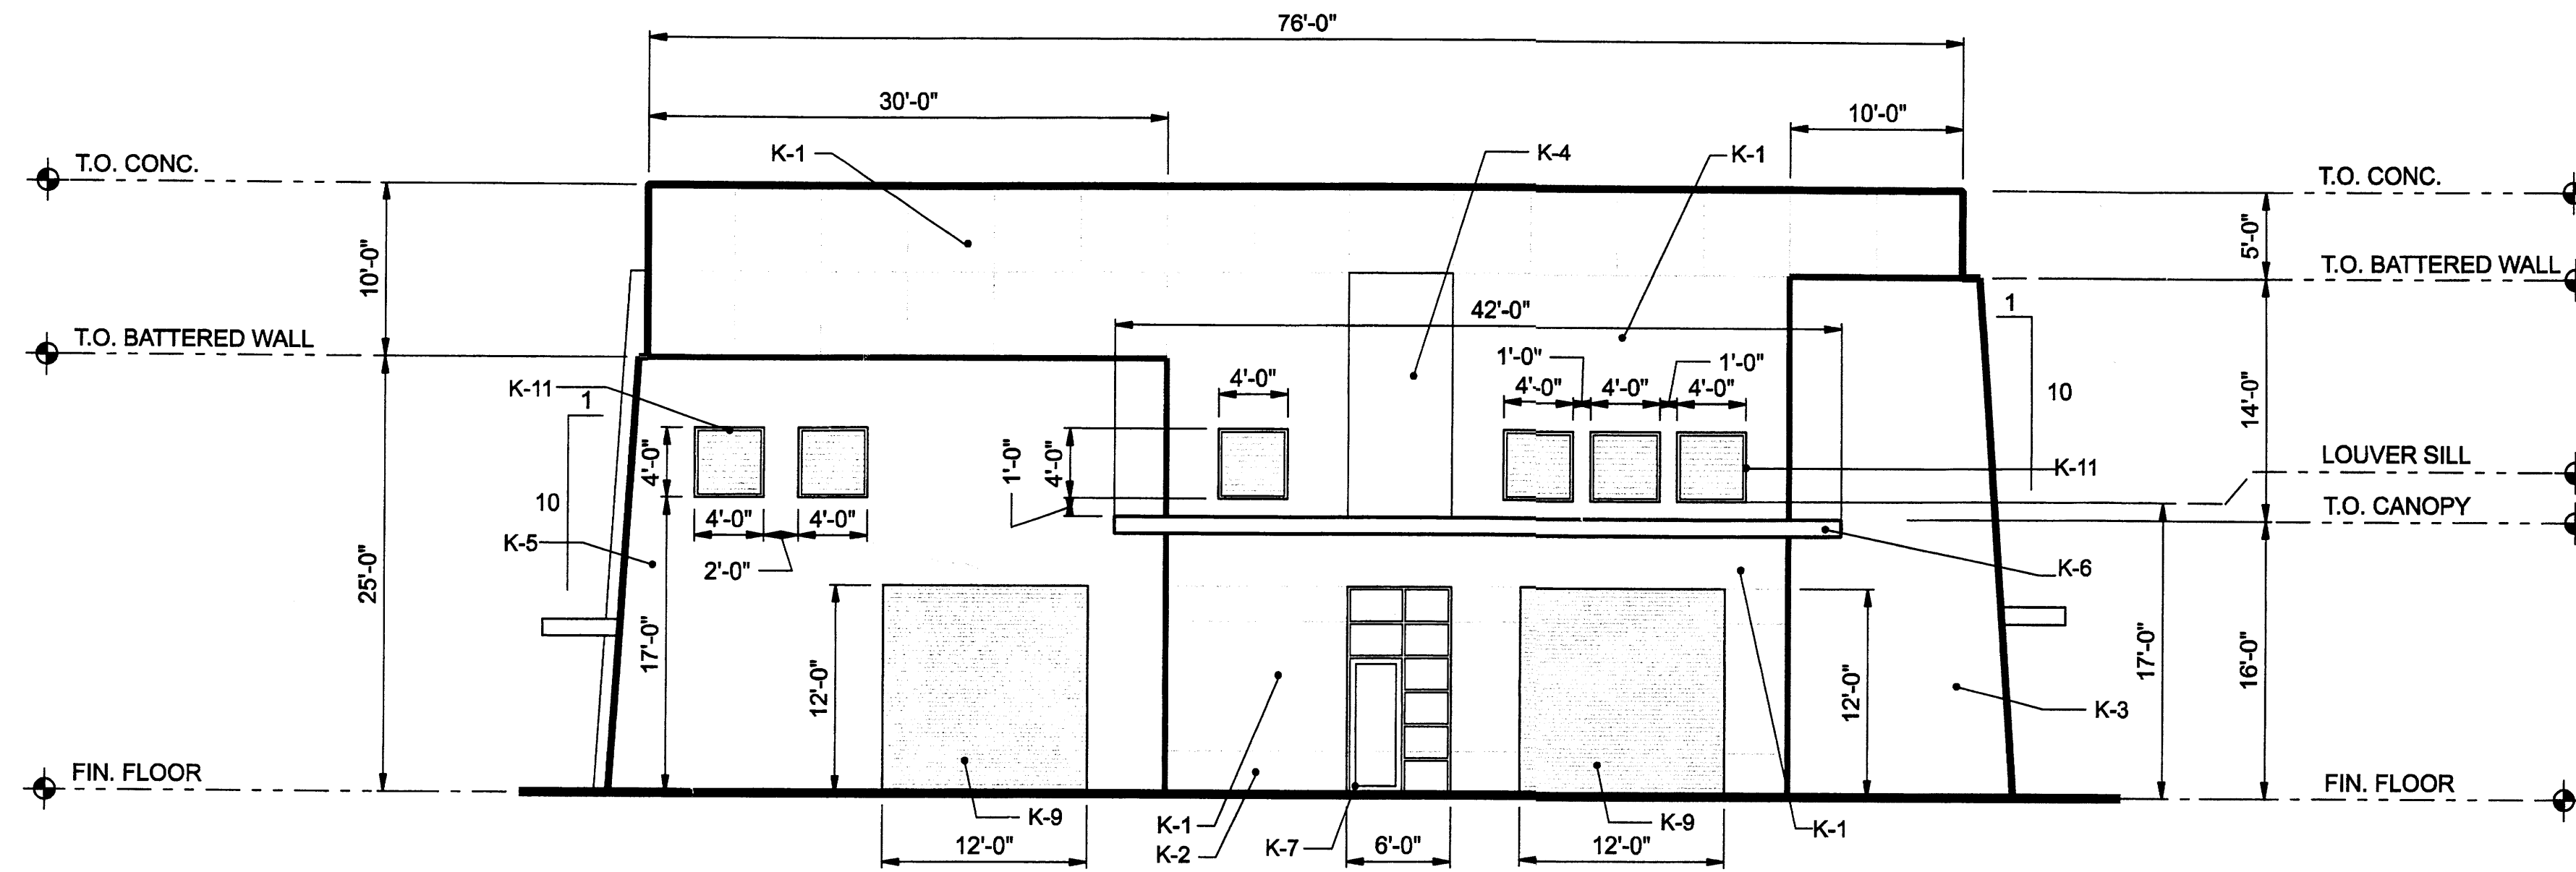 76'-0"
30'-0"
10'-0"
K-1
K-4
K-1
T.O. CONC.
T.O. CONC.
10'-0"
5'-0"
T.O. BATTERED WALL
42'-0"
1
T.O. BATTERED WALL
1'-0"
1'-0"
K-11
4'-0"
4'-0"
4'-0"
4'-0"
10
14'-0"
1
4'-0"
1'-0"
4'-0"
K-11
LOUVER SILL
10
4'-0"
4'-0"
T.O. CANOPY
K-5
2'-0"
K-6
25'-0"
17'-0"
12'-0"
12'-0"
17'-0"
16'-0"
K-3
FIN. FLOOR
FIN. FLOOR
K-9
K-1
K-9
K-1
12'-0"
K-2
K-7
6'-0"
12'-0"